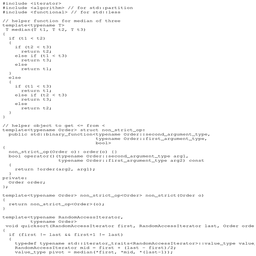 #include <iterator>
#include <algorithm> // for std::partition
#include <functional> // for std::less

// helper function for median of three
template<typename T>
T median(T t1, T t2, T t3)
{
if (t1 < t2)
{
if (t2 < t3)
return t2;
else if (t1 < t3)
return t3;
else
return t1;
}
else
{
if (t1 < t3)
return t1;
else if (t2 < t3)
return t3;
else
return t2;
}
}

// helper object to get <= from <
template<typename Order> struct non_strict_op:
public std::binary_function<typename Order::second_argument_type,
typename Order::first_argument_type,
bool>
{
non_strict_op(Order o): order(o) {}
bool operator()(typename Order::second_argument_type arg1,
typename Order::first_argument_type arg2) const
{
return !order(arg2, arg1);
}
private:
Order order;
};

template<typename Order> non_strict_op<Order> non_strict(Order o)
{
return non_strict_op<Order>(o);
}

template<typename RandomAccessIterator,
typename Order>
void quicksort(RandomAccessIterator first, RandomAccessIterator last, Order orde
{
if (first != last && first+1 != last)
{
typedef typename std::iterator_traits<RandomAccessIterator>::value_type value
RandomAccessIterator mid = first + (last - first)/2;
value_type pivot = median(*first, *mid, *(last-1));